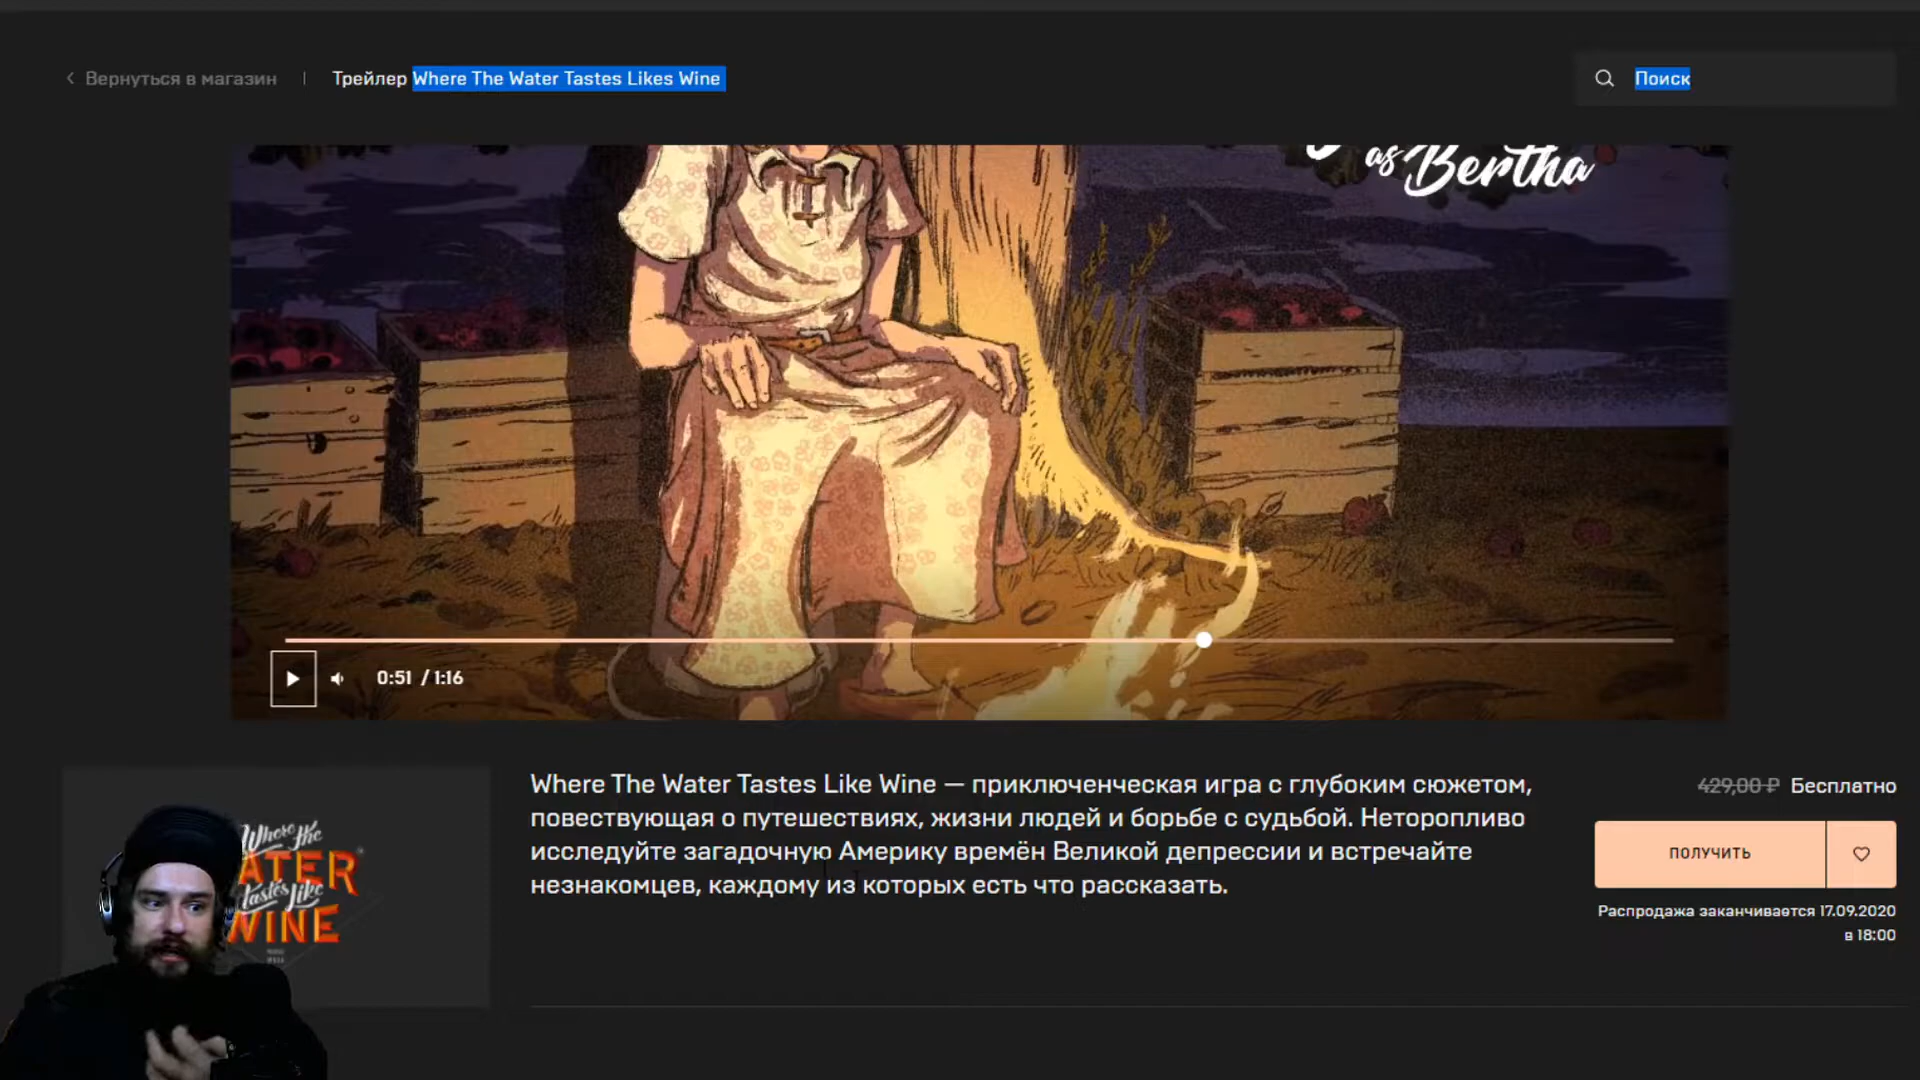 Вернуться в магазин
Трейлер Where The Water Tastes Likes Wine
Поиск
as Bertha
0:51 / 1:16
Where The Water Tastes Like Wine — приключенческая игра с глубоким сюжетом,
повествующая о путешествиях, жизни людей и борьбе с судьбой. Неторопливо
исследуйте загадочную Америку времён Великой депрессии и встречайте
незнакомцев, каждому из которых есть что рассказать.
429,00 ₽ Бесплатно
ПОЛУЧИТЬ
Распродажа заканчивается 17.09.2020
в 18:00
Where the
ATER
tastes like
WINE